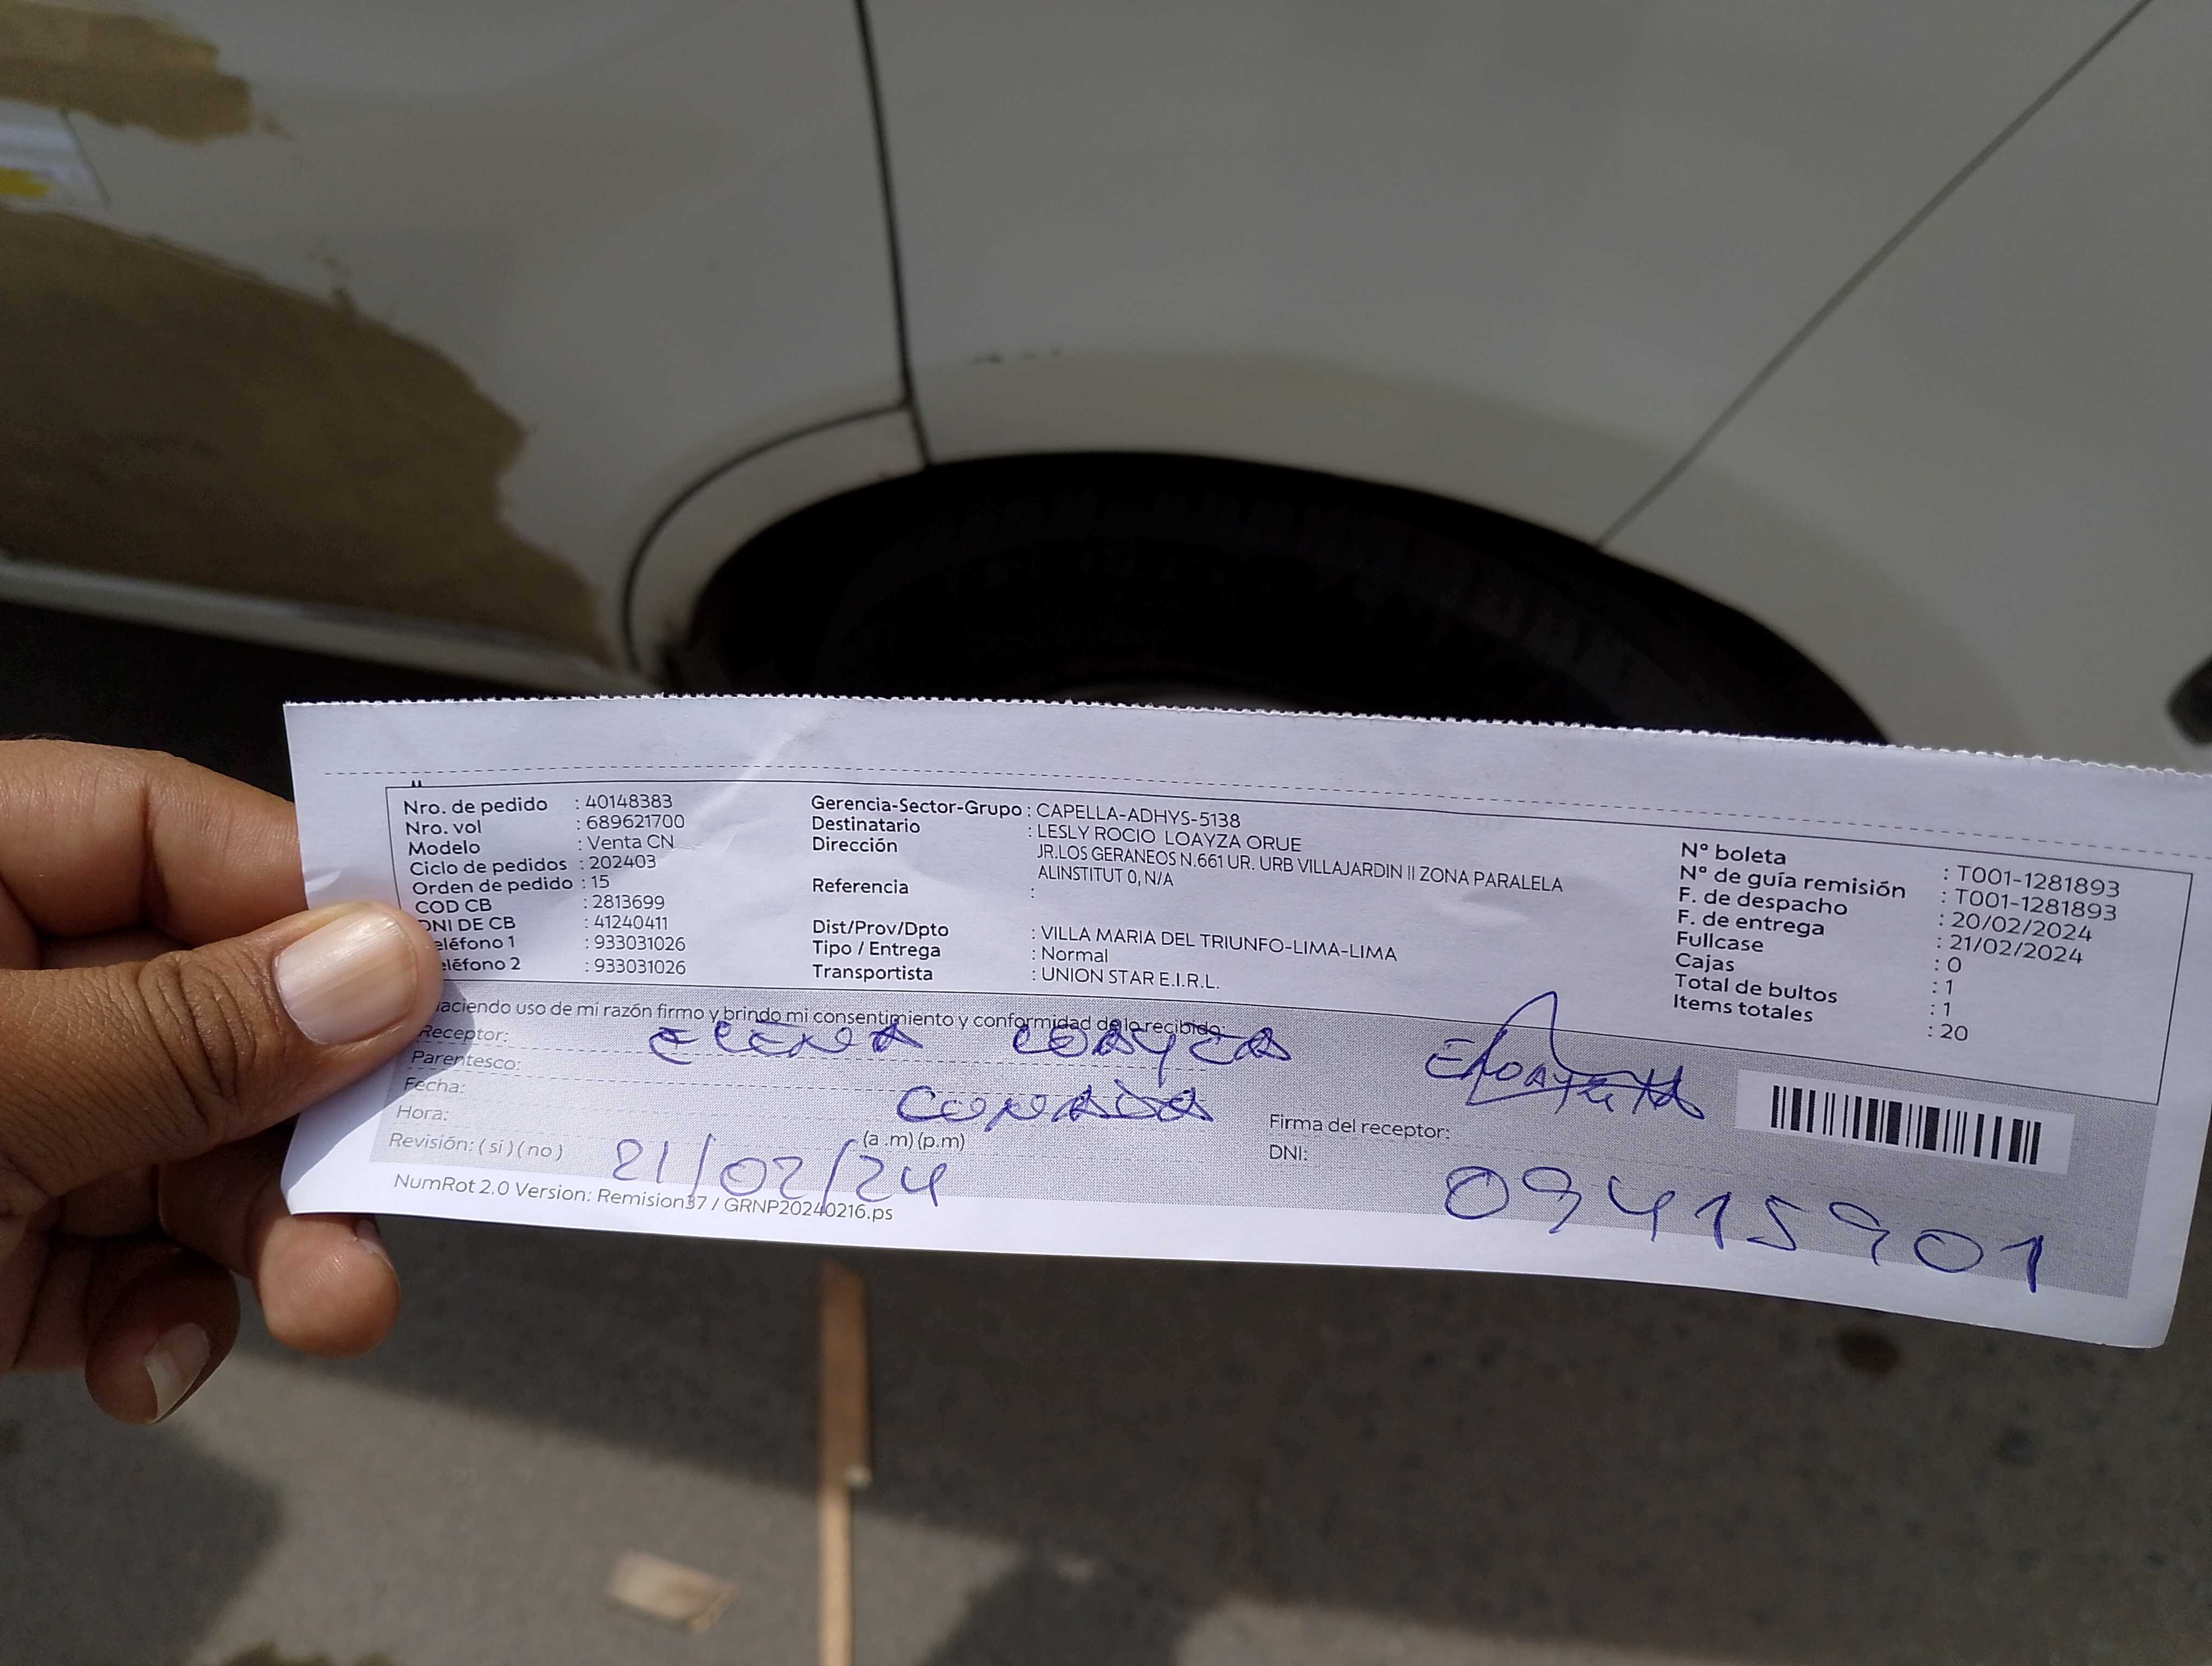 Nro. de pedido : 40148383
Nro. vol : 689621700
Modelo : Venta CN
Ciclo de pedidos : 202403
Orden de pedido : 15
COD CB : 2813699
DNI DE CB : 41240411
eléfono 1 : 933031026
eléfono 2 : 933031026
Gerencia-Sector-Grupo : CAPELLA-ADHYS-5138
Destinatario : LESLY ROCIO LOAYZA ORUE
Dirección JR.LOS GERANEOS N.661 UR. URB VILLAJARDIN II ZONA PARALELA
ALINSTITUT 0, N/A
Referencia :
Dist/Prov/Dpto : VILLA MARIA DEL TRIUNFO-LIMA-LIMA
Tipo / Entrega : Normal
Transportista : UNION STAR E.I.R.L.
N° boleta : T001-1281893
N° de guía remisión : T001-1281893
F. de despacho : 20/02/2024
F. de entrega : 21/02/2024
Fullcase : 0
Cajas : 1
Total de bultos : 1
Items totales : 20
haciendo uso de mi razón firmo y brindo mi consentimiento y conformidad de lo recibido:
Receptor: ELENA LOAYZA
Parentesco:
Fecha:
Hora: (a .m) (p.m)
Revisión: ( si ) ( no ) 21/02/24
Firma del receptor:
DNI: 09415901
NumRot 2.0 Version: Remision37 / GRNP20240216.ps